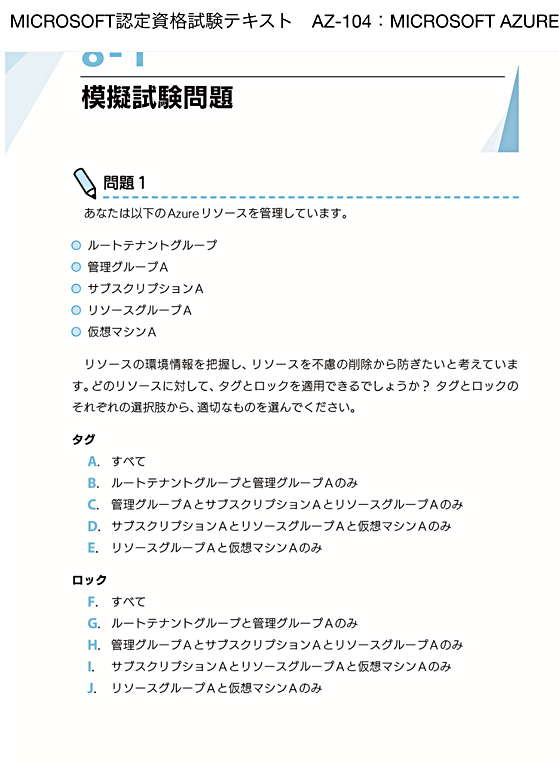 MICROSOFT認定資格試験テキスト　AZ-104：MICROSOFT AZURE
8-1
模擬試験問題
問題1
あなたは以下のAzureリソースを管理しています。
ルートテナントグループ
管理グループA
サブスクリプションA
リソースグループA
仮想マシンA
リソースの環境情報を把握し、リソースを不慮の削除から防ぎたいと考えていま
す。どのリソースに対して、タグとロックを適用できるでしょうか？ タグとロックの
それぞれの選択肢から、適切なものを選んでください。
タグ
A. すべて
B. ルートテナントグループと管理グループAのみ
C. 管理グループAとサブスクリプションAとリソースグループAのみ
D. サブスクリプションAとリソースグループAと仮想マシンAのみ
E. リソースグループAと仮想マシンAのみ
ロック
F. すべて
G. ルートテナントグループと管理グループAのみ
H. 管理グループAとサブスクリプションAとリソースグループAのみ
I. サブスクリプションAとリソースグループAと仮想マシンAのみ
J. リソースグループAと仮想マシンAのみ